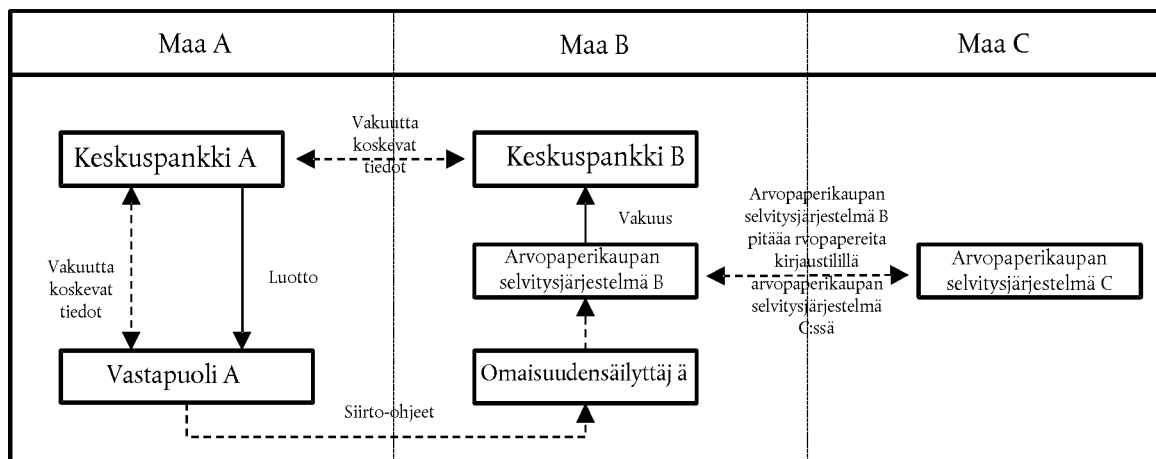 Maa A
Maa B
Maa C
Keskuspankki A
Vakuutta
koskevat
tiedot
Keskuspankki B
Vakuus
Vakuutta
koskevat
tiedot
Luotto
Arvopaperikaupan
selvitysjärjestelmä B
Arvopaperikaupan
selvitysjärjestelmä B
pitääa rvopapereita
kirjaustilillä
arvopaperikaupan
selvitysjärjestelmä
C:ssä
Arvopaperikaupan
selvitysjärjestelmä C
Vastapuoli A
Omaisuudensäilyttäj ä
Siirto-ohjeet